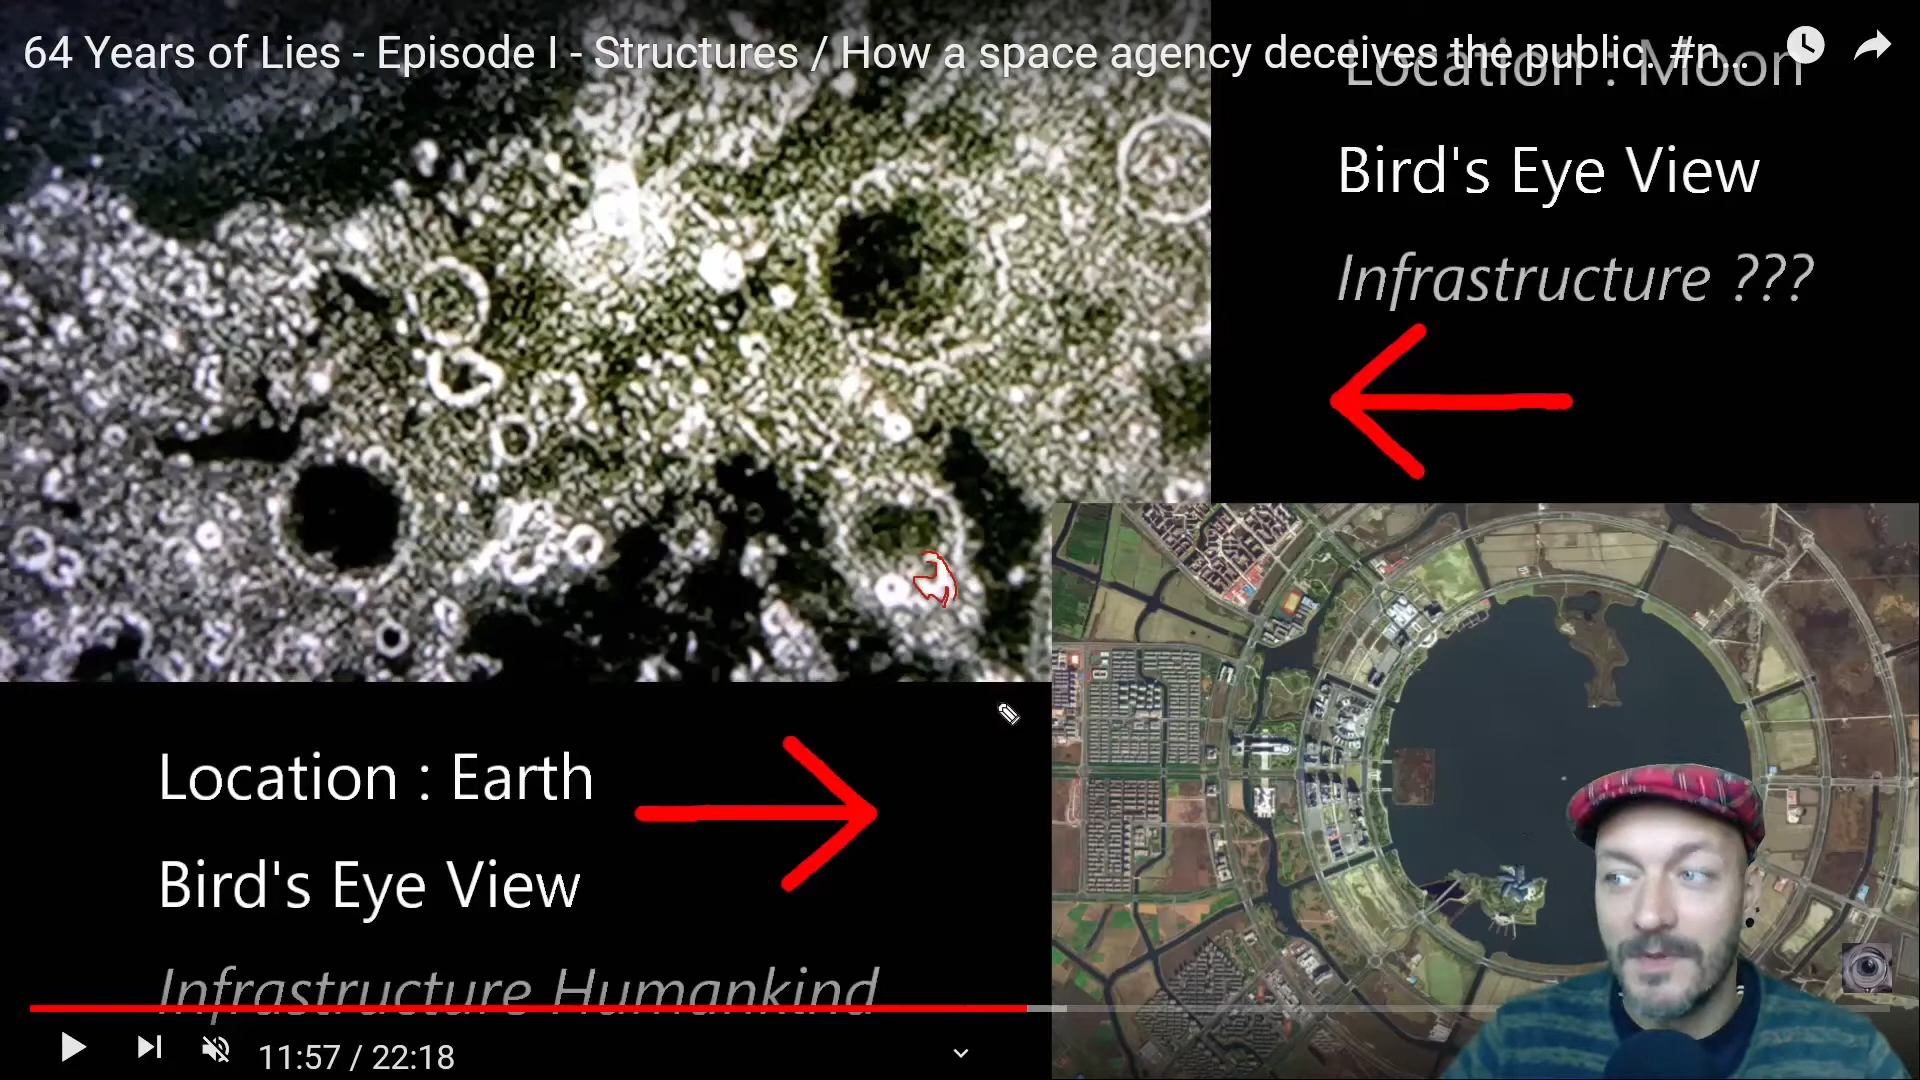 64 Years of Lies - Episode I - Structures / How a space agency deceives the public. #n...
Location : Moon
Bird's Eye View
Infrastructure ???
Location : Earth
Bird's Eye View
Infrastructure Humankind
11:57 / 22:18